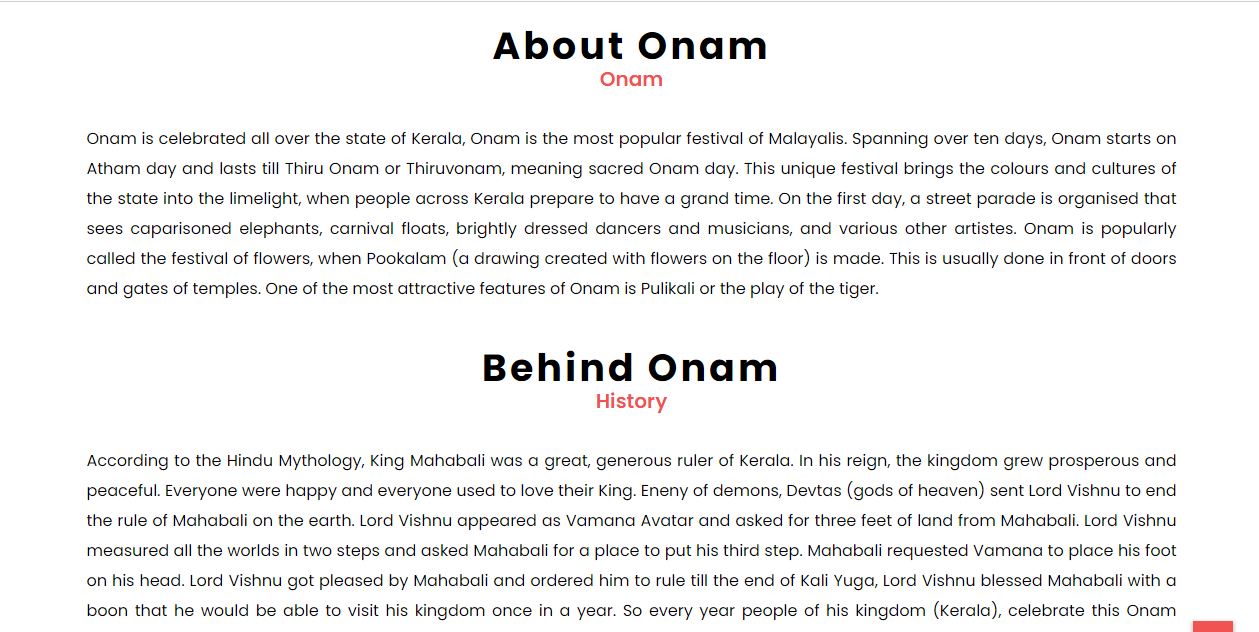 About Onam
Onam
Onam is celebrated all over the state of Kerala, Onam is the most popular festival of Malayalis. Spanning over ten days, Onam starts on
Atham day and lasts till Thiru Onam or Thiruvonam, meaning sacred Onam day. This unique festival brings the colours and cultures of
the state into the limelight, when people across Kerala prepare to have a grand time. On the first day, a street parade is organised that
sees caparisoned elephants, carnival floats, brightly dressed dancers and musicians, and various other artistes. Onam is popularly
called the festival of flowers, when Pookalam (a drawing created with flowers on the floor) is made. This is usually done in front of doors
and gates of temples. One of the most attractive features of Onam is Pulikali or the play of the tiger.
Behind Onam
History
According to the Hindu Mythology, King Mahabali was a great, generous ruler of Kerala. In his reign, the kingdom grew prosperous and
peaceful. Everyone were happy and everyone used to love their King. Eneny of demons, Devtas (gods of heaven) sent Lord Vishnu to end
the rule of Mahabali on the earth. Lord Vishnu appeared as Vamana Avatar and asked for three feet of land from Mahabali. Lord Vishnu
measured all the worlds in two steps and asked Mahabali for a place to put his third step. Mahabali requested Vamana to place his foot
on his head. Lord Vishnu got pleased by Mahabali and ordered him to rule till the end of Kali Yuga, Lord Vishnu blessed Mahabali with a
boon that he would be able to visit his kingdom once in a year. So every year people of his kingdom (Kerala), celebrate this Onam